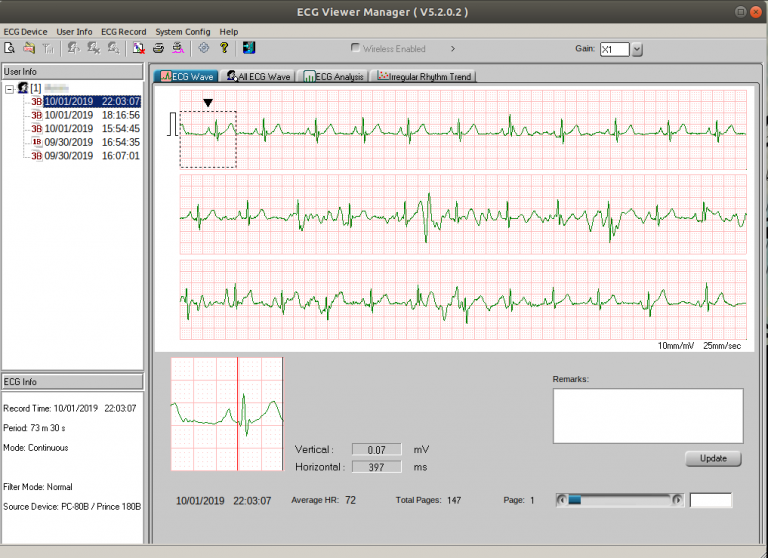 ECG Viewer Manager ( V5.2.0.2 )
ECG Device User Info ECG Record System Config Help
Wireless Enabled > Gain: X1
User Info
ECG Wave All ECG Wave ECG Analysis Irregular Rhythm Trend
[1]
3B 10/01/2019 22:03:07
3B 10/01/2019 18:16:56
3B 10/01/2019 15:54:45
1B 09/30/2019 16:54:35
3B 09/30/2019 16:07:01
10mm/mV 25mm/sec
ECG Info
Record Time: 10/01/2019 22:03:07
Period: 73 m 30 s
Mode: Continuous
Filter Mode: Normal
Source Device: PC-80B / Prince 180B
Remarks:
Vertical : 0.07 mV
Horizontal : 397 ms
Update
10/01/2019 22:03:07 Average HR: 72 Total Pages: 147 Page: 1